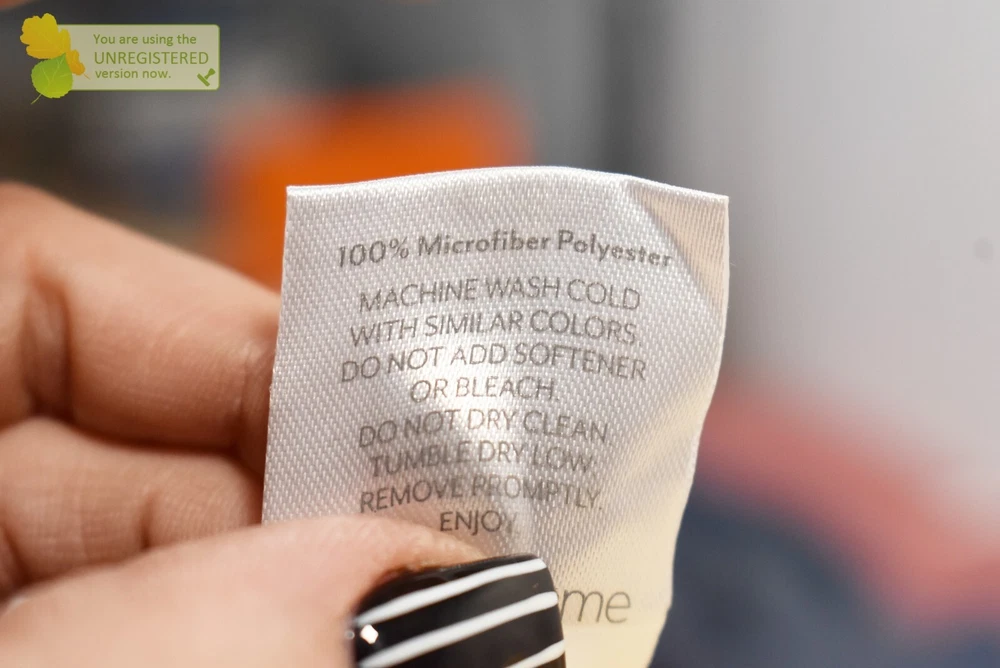 You are using the
UNREGISTERED
version now.
100% Microfiber Polyester
MACHINE WASH COLD
WITH SIMILAR COLORS
DO NOT ADD SOFTENER
OR BLEACH.
DO NOT DRY CLEAN.
TUMBLE DRY LOW.
REMOVE PROMPTLY.
ENJOY